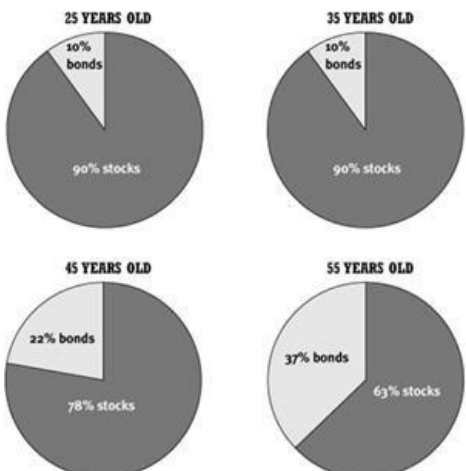 25 YEARS OLD
10%
bonds
90% stocks
35 YEARS OLD
10%
bonds
90% stocks
45 YEARS OLD
22% bonds
78% stocks
55 YEARS OLD
37% bonds
63% stocks